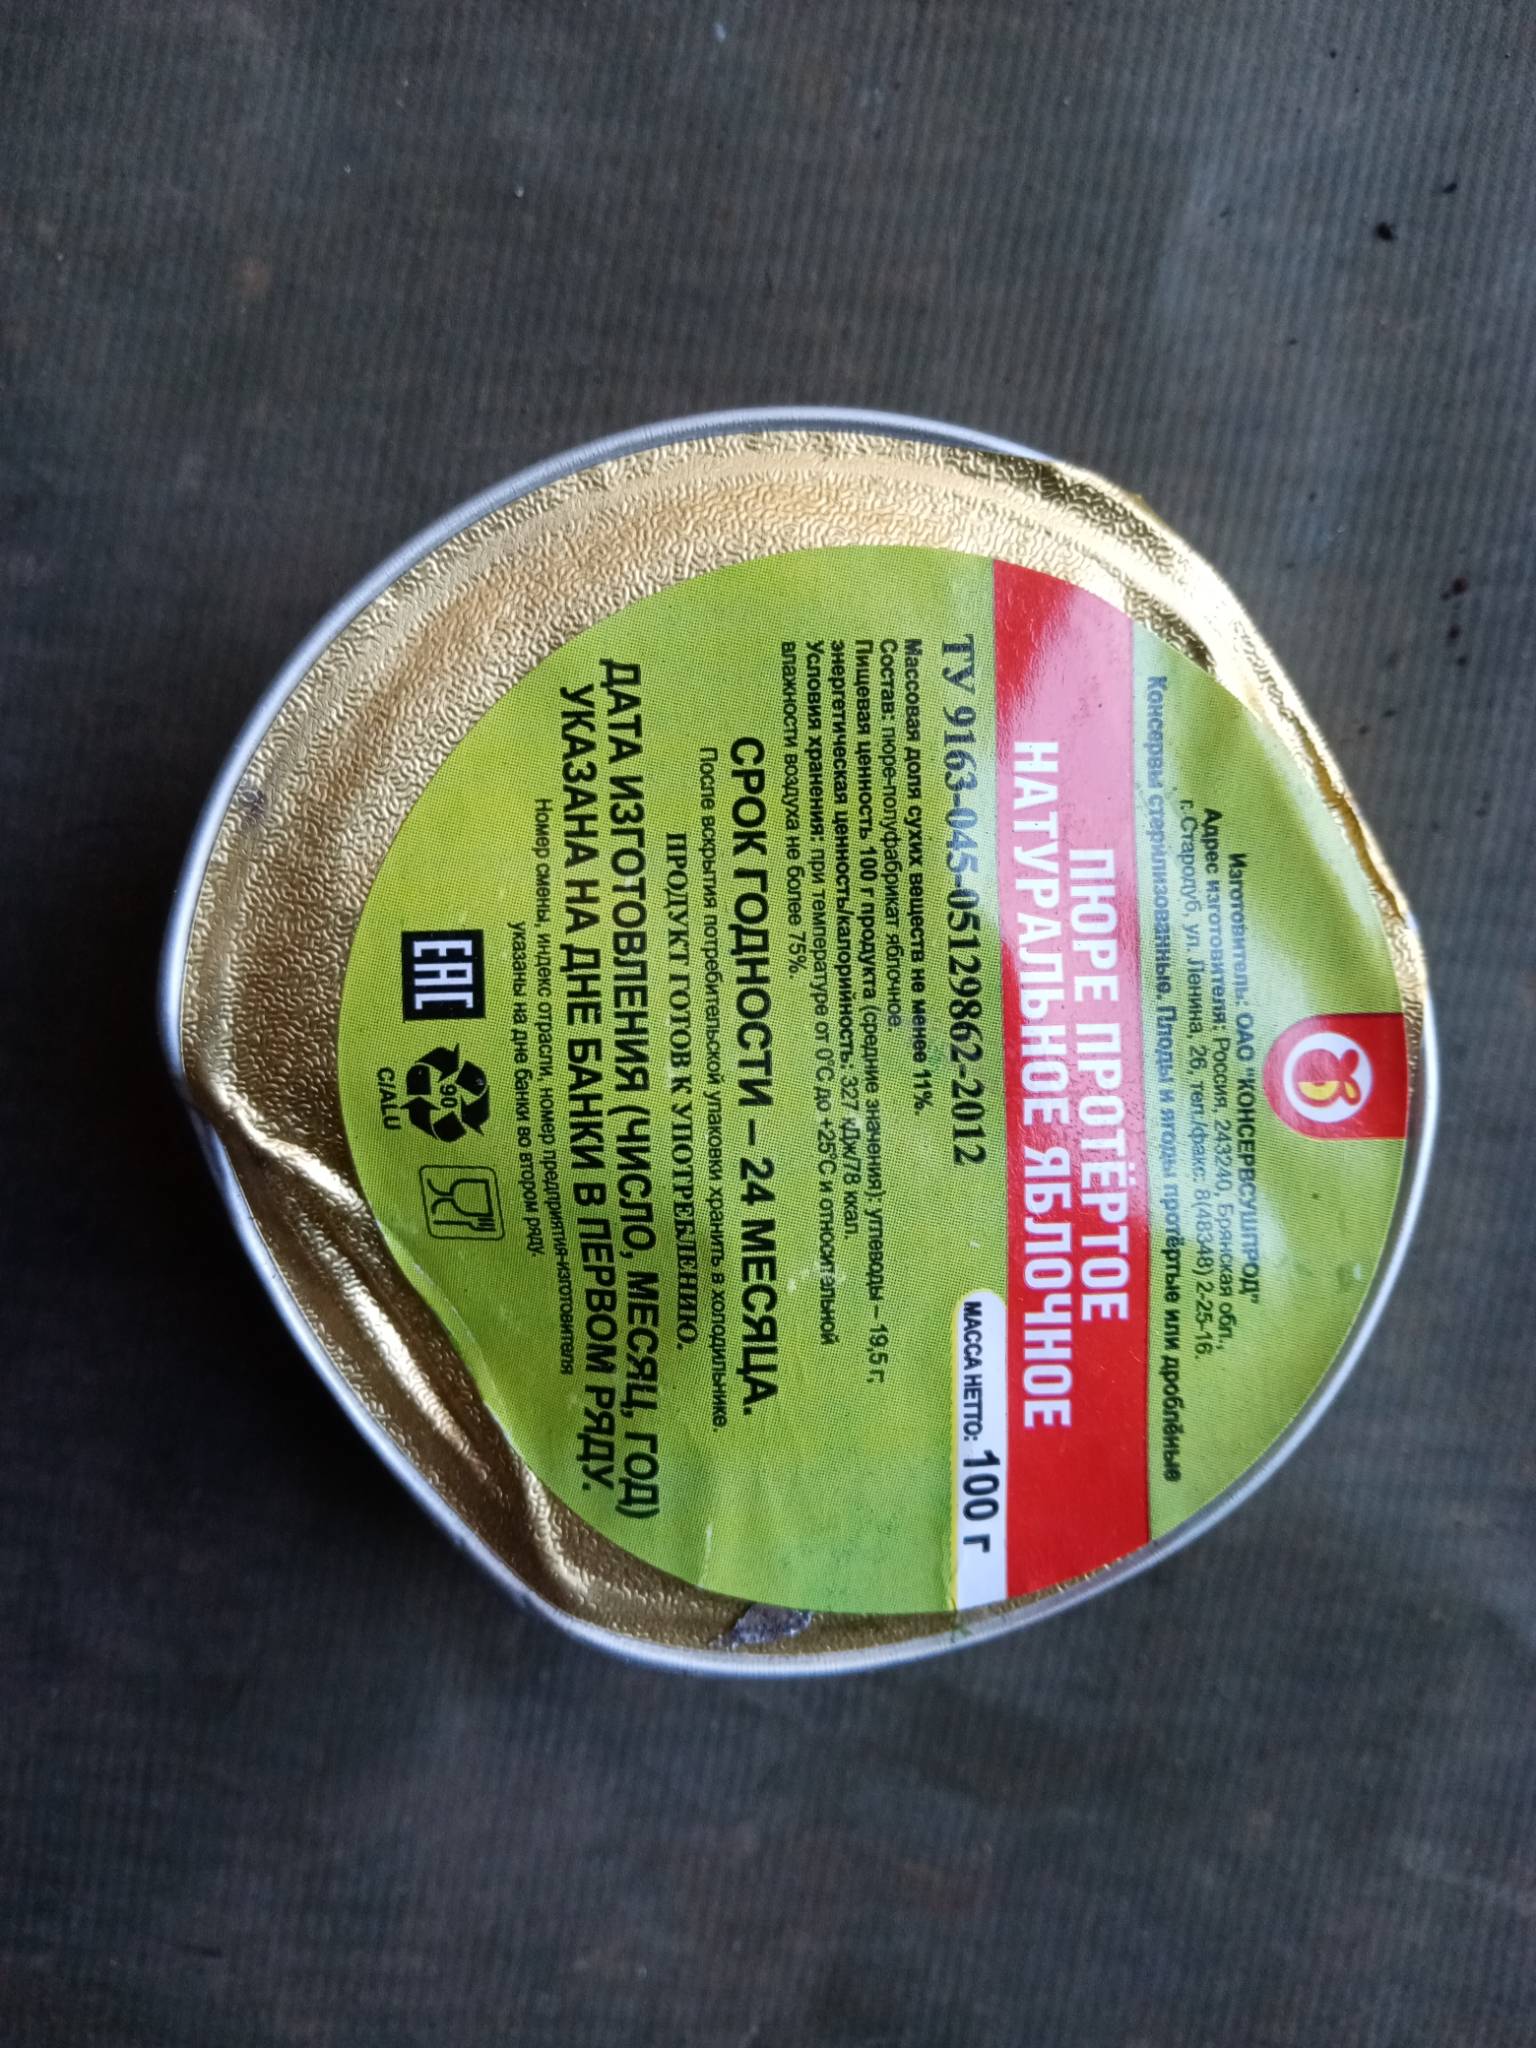 Изготовитель: ОАО "КОНСЕРВСУШПРОД"
Адрес изготовителя: Россия, 243240, Брянская обл.,
г. Стародуб, ул. Ленина, 26, тел./факс: 8(48348) 2-25-16.
Консервы стерилизованные. Плоды и ягоды протёртые или дроблёные
ПЮРЕ ПРОТЁРТОЕ
НАТУРАЛЬНОЕ ЯБЛОЧНОЕ
ТУ 9163-045-05129862-2012
МАССА НЕТТО: 100 г
Массовая доля сухих веществ не менее 11%.
Состав: пюре-полуфабрикат яблочное.
Пищевая ценность 100 г продукта (средние значения): углеводы – 19,5 г;
энергетическая ценность/калорийность: 327 кДж/78 ккал.
Условия хранения: при температуре от 0°С до +25°С и относительной
влажности воздуха не более 75%.
СРОК ГОДНОСТИ – 24 МЕСЯЦА.
После вскрытия потребительской упаковки хранить в холодильнике.
ПРОДУКТ ГОТОВ К УПОТРЕБЛЕНИЮ.
ДАТА ИЗГОТОВЛЕНИЯ (ЧИСЛО, МЕСЯЦ, ГОД)
УКАЗАНА НА ДНЕ БАНКИ В ПЕРВОМ РЯДУ.
Номер смены, индекс отрасли, номер предприятия-изготовителя
указаны на дне банки во втором ряду.
ЕАС
90
C/ALU